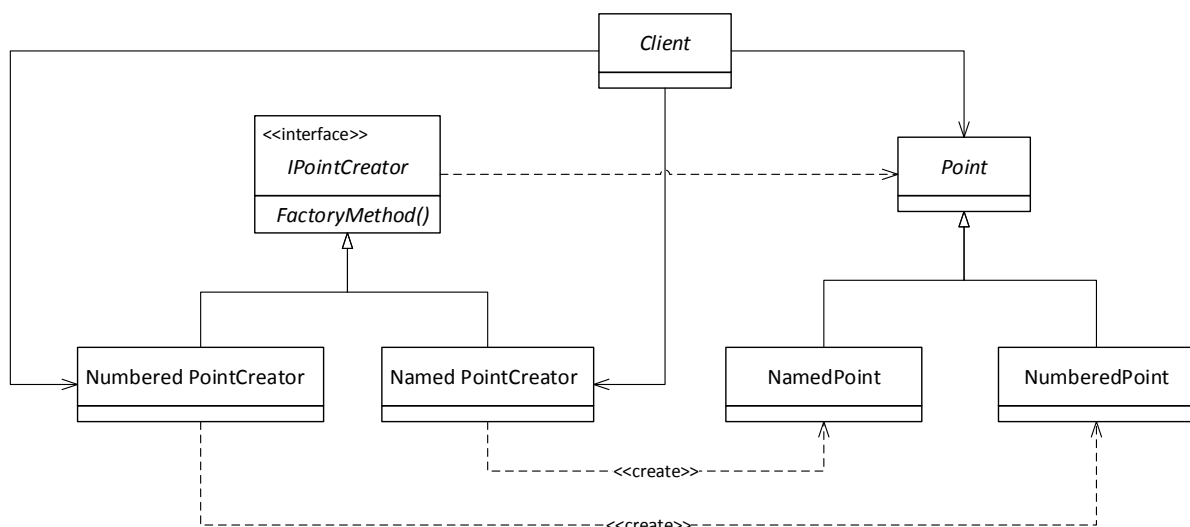 Client
<<interface>>
IPointCreator
FactoryMethod()
Point
Numbered PointCreator
Named PointCreator
NamedPoint
NumberedPoint
<<create>>
<<create>>